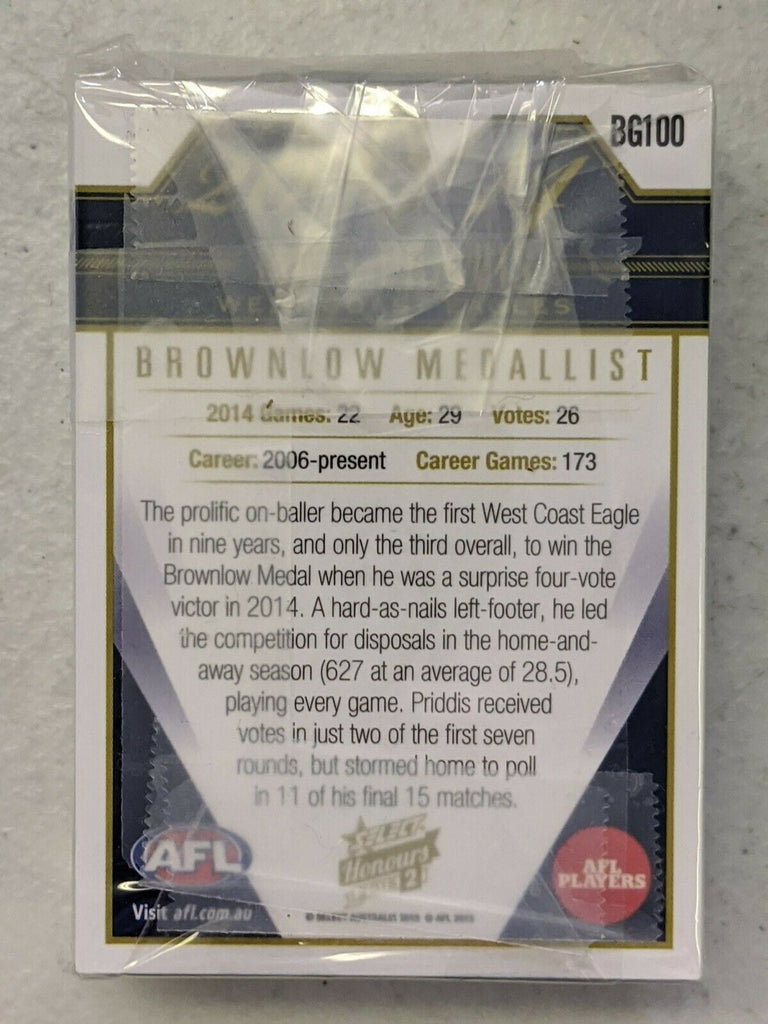 BG100
BROWNLOW MEDALLIST
2014 Games: 22 Age: 29 Votes: 26
Career: 2006-present Career Games: 173
The prolific on-baller became the first West Coast Eagle
in nine years, and only the third overall, to win the
Brownlow Medal when he was a surprise four-vote
victor in 2014. A hard-as-nails left-footer, he led
the competition for disposals in the home-and-
away season (627 at an average of 28.5),
playing every game. Priddis received
votes in just two of the first seven
rounds, but stormed home to poll
in 11 of his final 15 matches.
SELECT
Honours
2
AFL
AFL
PLAYERS
Visit afl.com.au